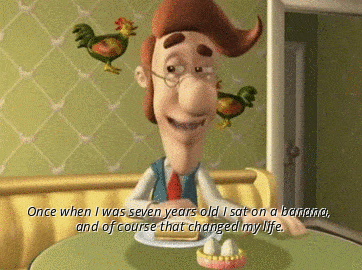 Once when I was seven years old I sat on a banana,
and of course that changed my life.